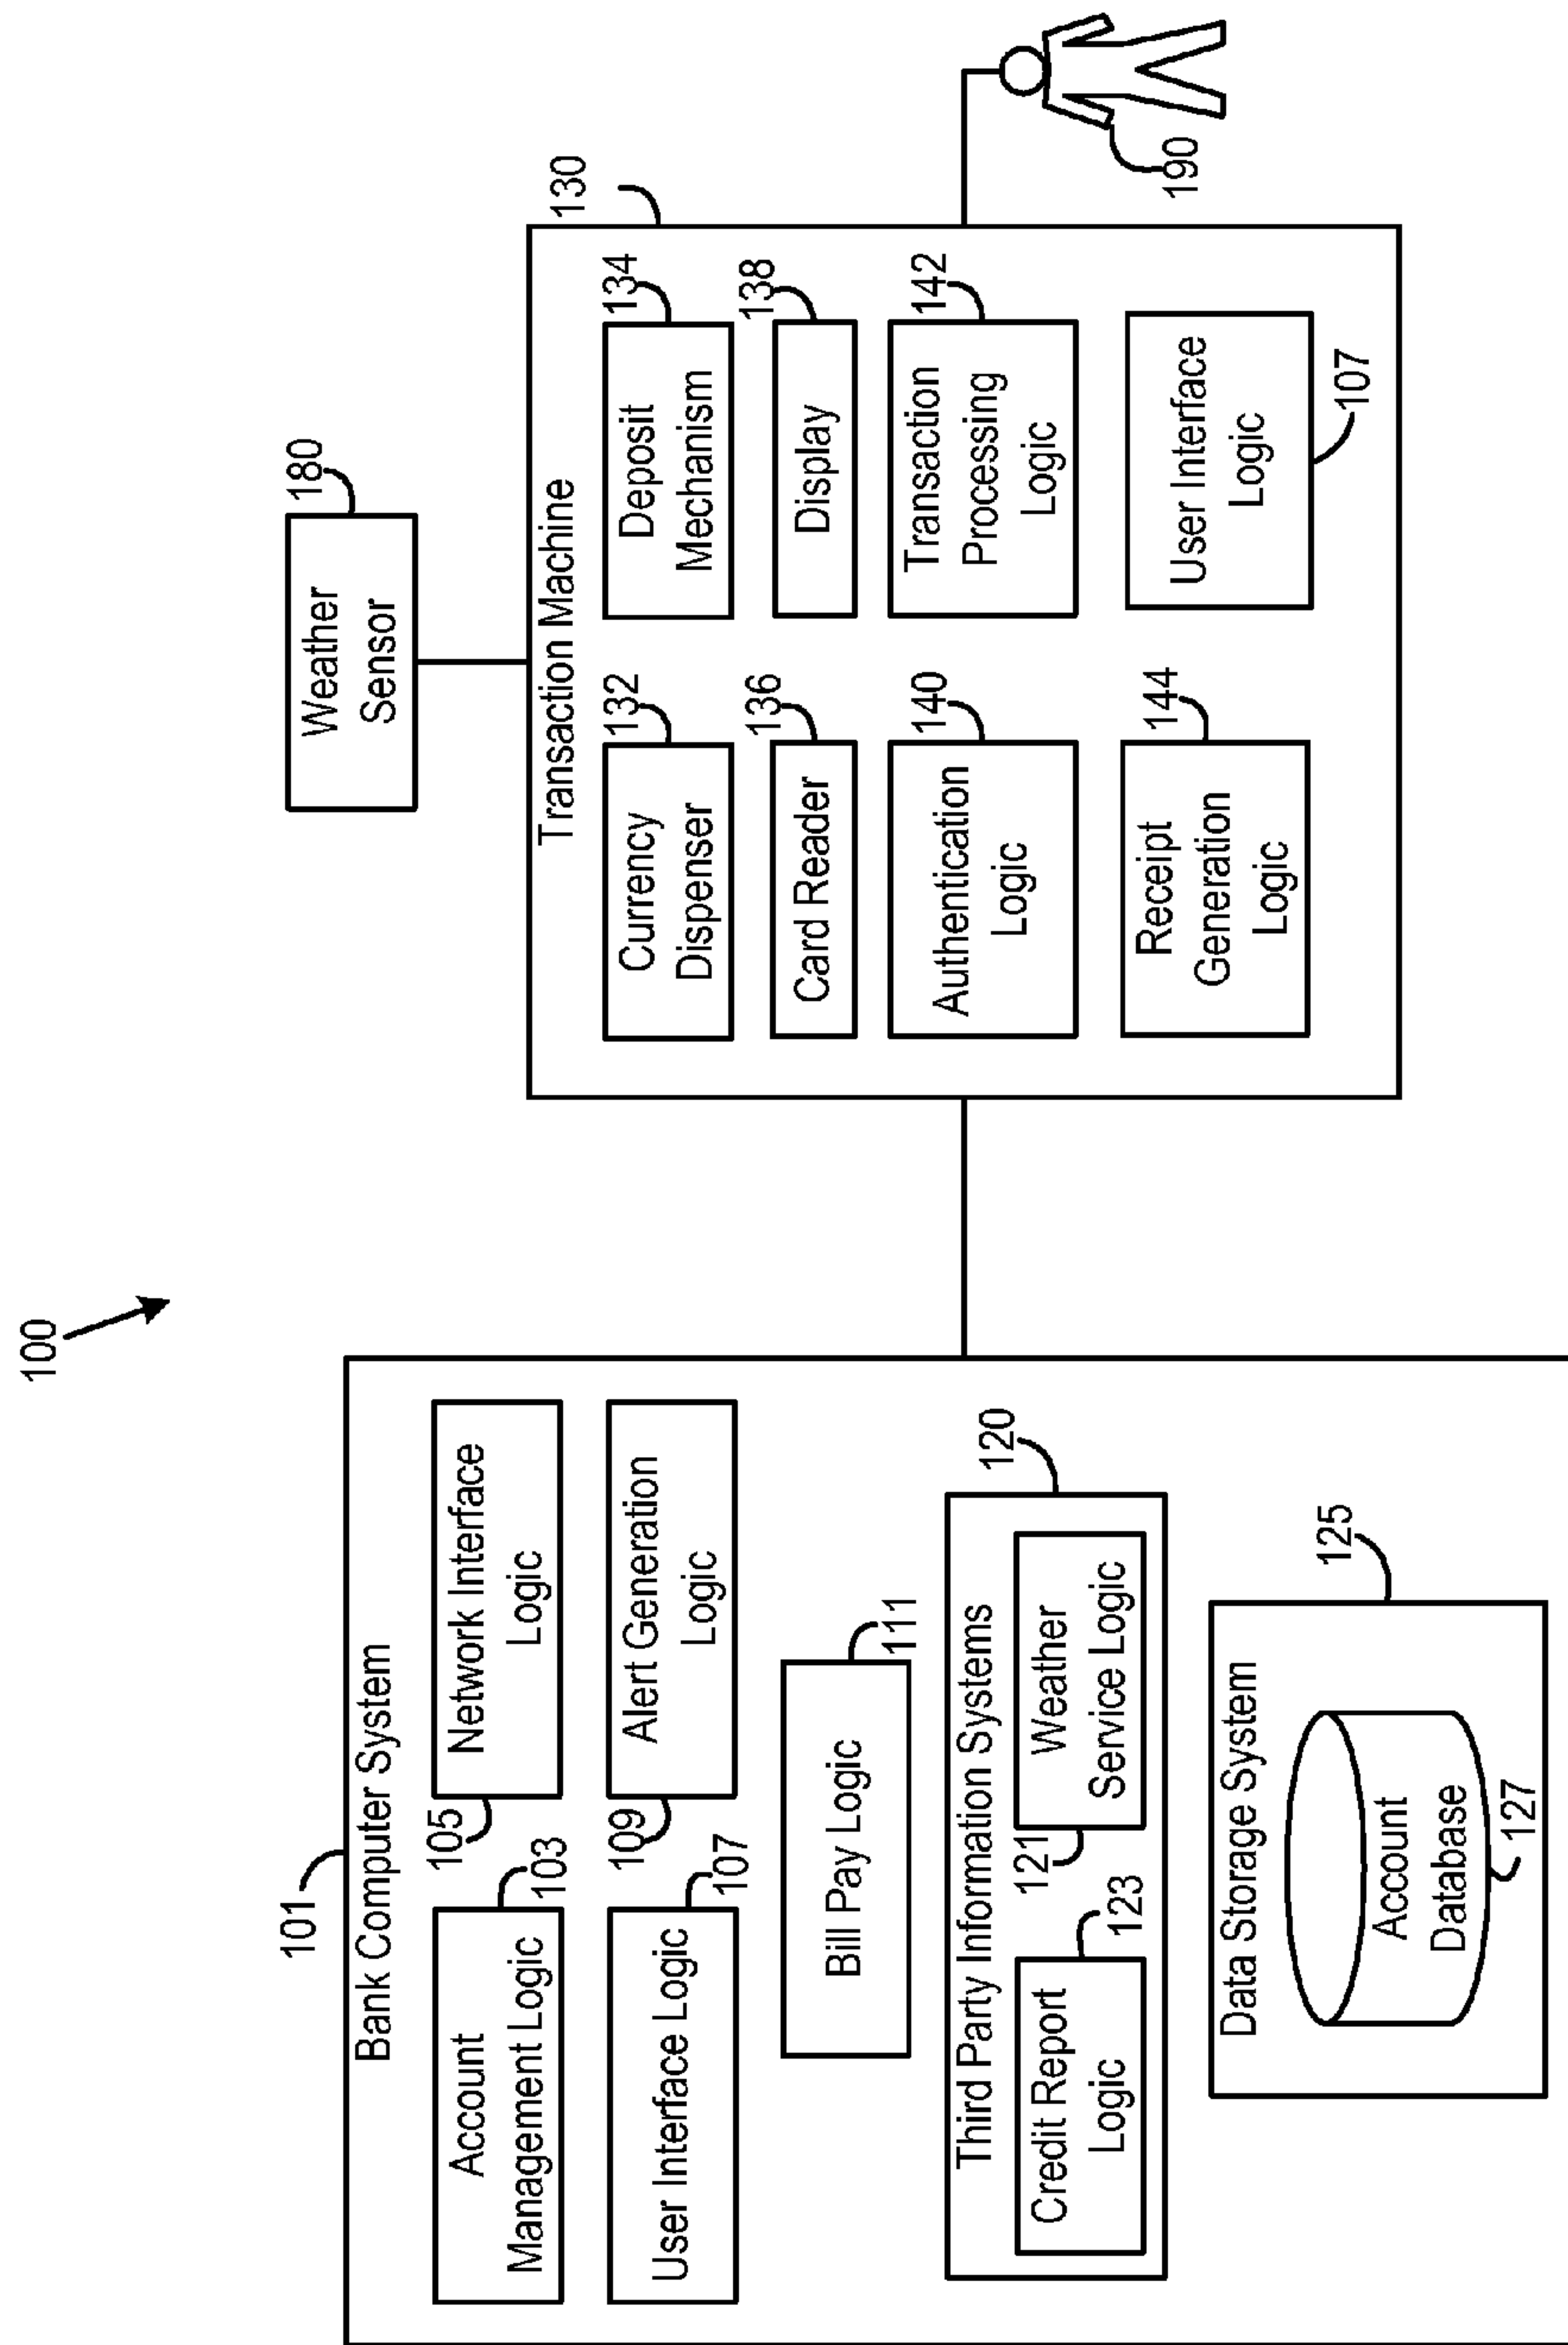 100
101
Bank Computer System
Account
Management Logic
103
105
Network Interface
Logic
User Interface Logic
107
109
Alert Generation
Logic
Bill Pay Logic
111
Third Party Information Systems
120
Credit Report
Logic
123
121
Weather
Service Logic
Data Storage System
125
Account
Database
127
Weather
Sensor
180
Transaction Machine
130
Currency
Dispenser
132
Deposit
Mechanism
134
Card Reader
136
Display
138
Authentication
Logic
140
Transaction
Processing
Logic
142
Receipt
Generation
Logic
144
User Interface
Logic
107
190